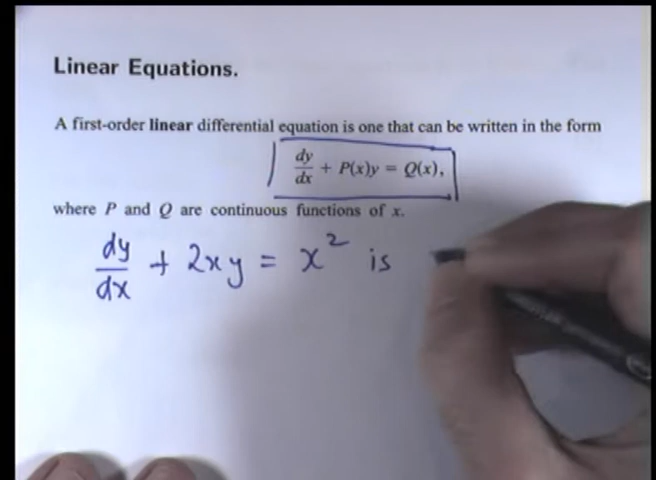 Linear Equations.
A first-order linear differential equation is one that can be written in the form
dy/dx + P(x)y = Q(x),
where P and Q are continuous functions of x.
dy/dx + 2xy = x² is